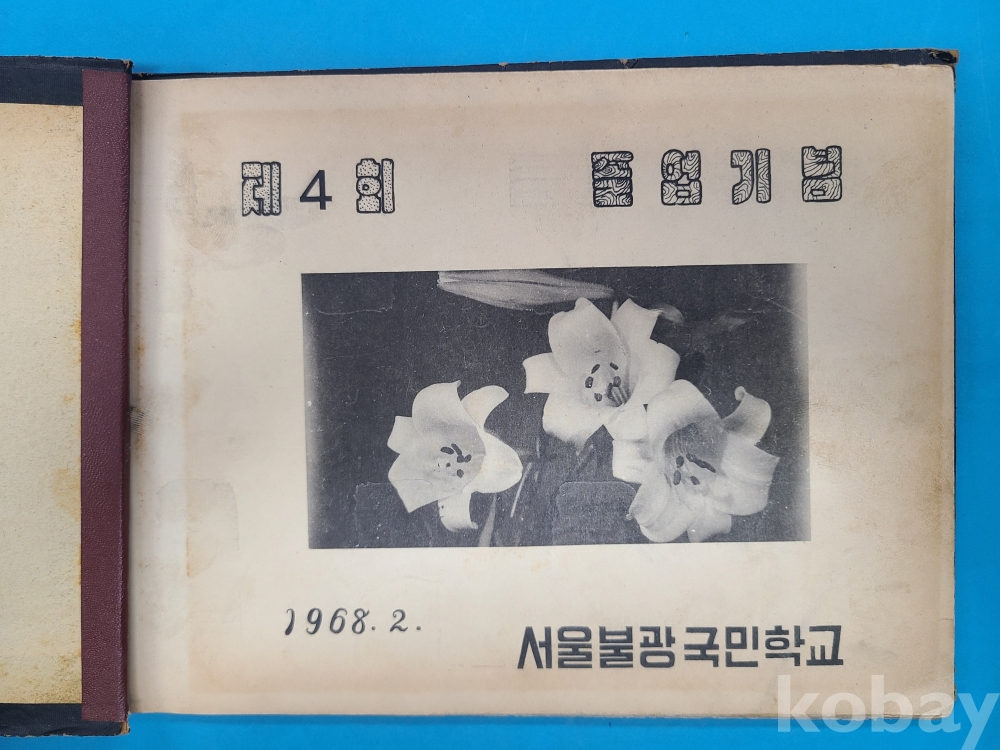 제4회 졸업기념
1968. 2.
서울불광국민학교
kobay